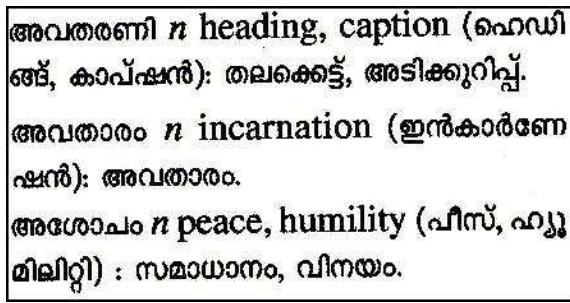 അവതരണി n heading, caption (ഹെഡി
ങ്ങ്, കാപ്ഷൻ): തലക്കെട്ട്, അടിക്കുറിപ്പ്.
അവതാരം n incarnation (ഇൻകാർണേ
ഷൻ): അവതാരം.
അശോചം n peace, humility (പീസ്, ഹ്യൂ
മിലിറ്റി) : സമാധാനം, വിനയം.